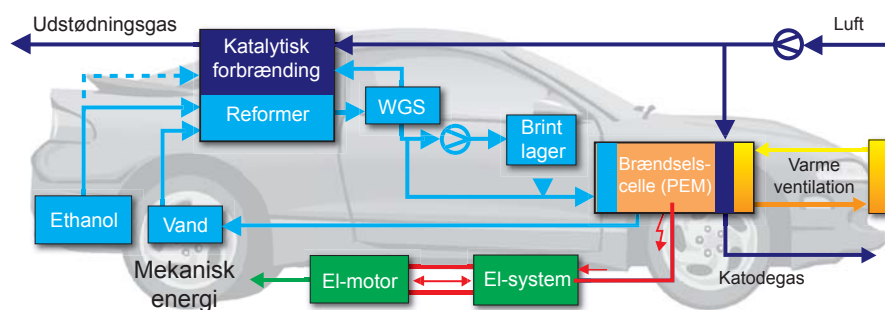 Udstødningsgas
Luft
Katalytisk
forbrænding
Reformer
WGS
Brint
lager
Brændsels-
celle (PEM)
Varme
ventilation
Ethanol
Vand
Katodegas
Mekanisk
energi
El-motor
El-system